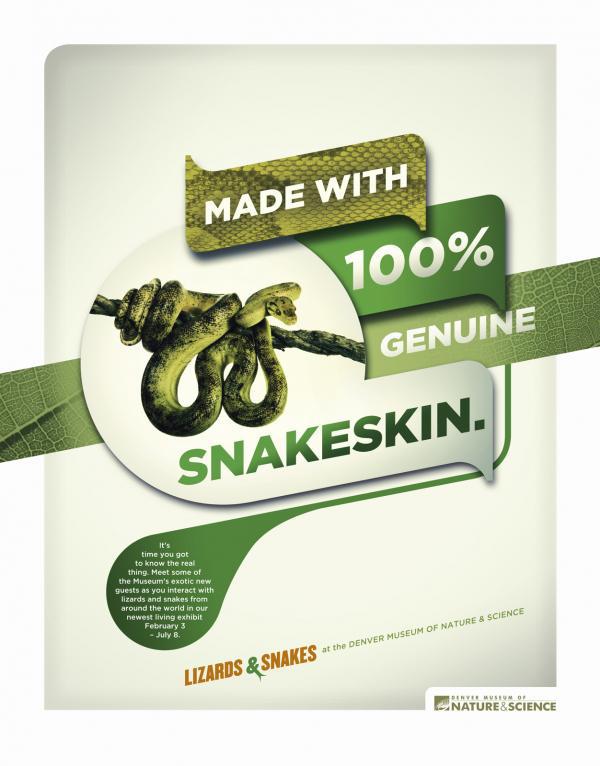 MADE WITH
100%
GENUINE
SNAKESKIN.
It's
time you got
to know the real
thing. Meet some of
the Museum's exotic new
guests as you interact with
lizards and snakes from
around the world in our
newest living exhibit
February 3
– July 8.
LIZARDS & SNAKES at the DENVER MUSEUM OF NATURE & SCIENCE
DENVER MUSEUM OF
NATURE & SCIENCE